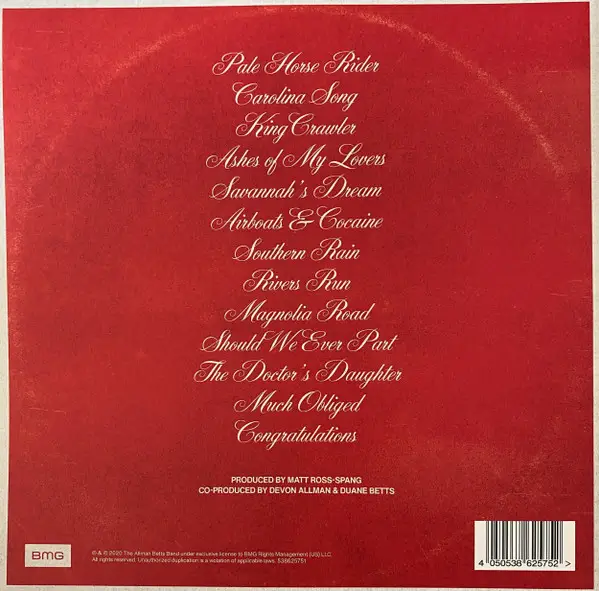 Pale Horse Rider
Carolina Song
King Crawler
Ashes of My Lovers
Savannah's Dream
Airboats & Cocaine
Southern Rain
Rivers Run
Magnolia Road
Should We Ever Part
The Doctor's Daughter
Much Obliged
Congratulations
PRODUCED BY MATT ROSS-SPANG
CO-PRODUCED BY DEVON ALLMAN & DUANE BETTS
BMG
℗ & © 2020 The Allman Betts Band under exclusive license to BMG Rights Management (US) LLC
All rights reserved. Unauthorized duplication is a violation of applicable laws. 538625751
4 050538 625752 >